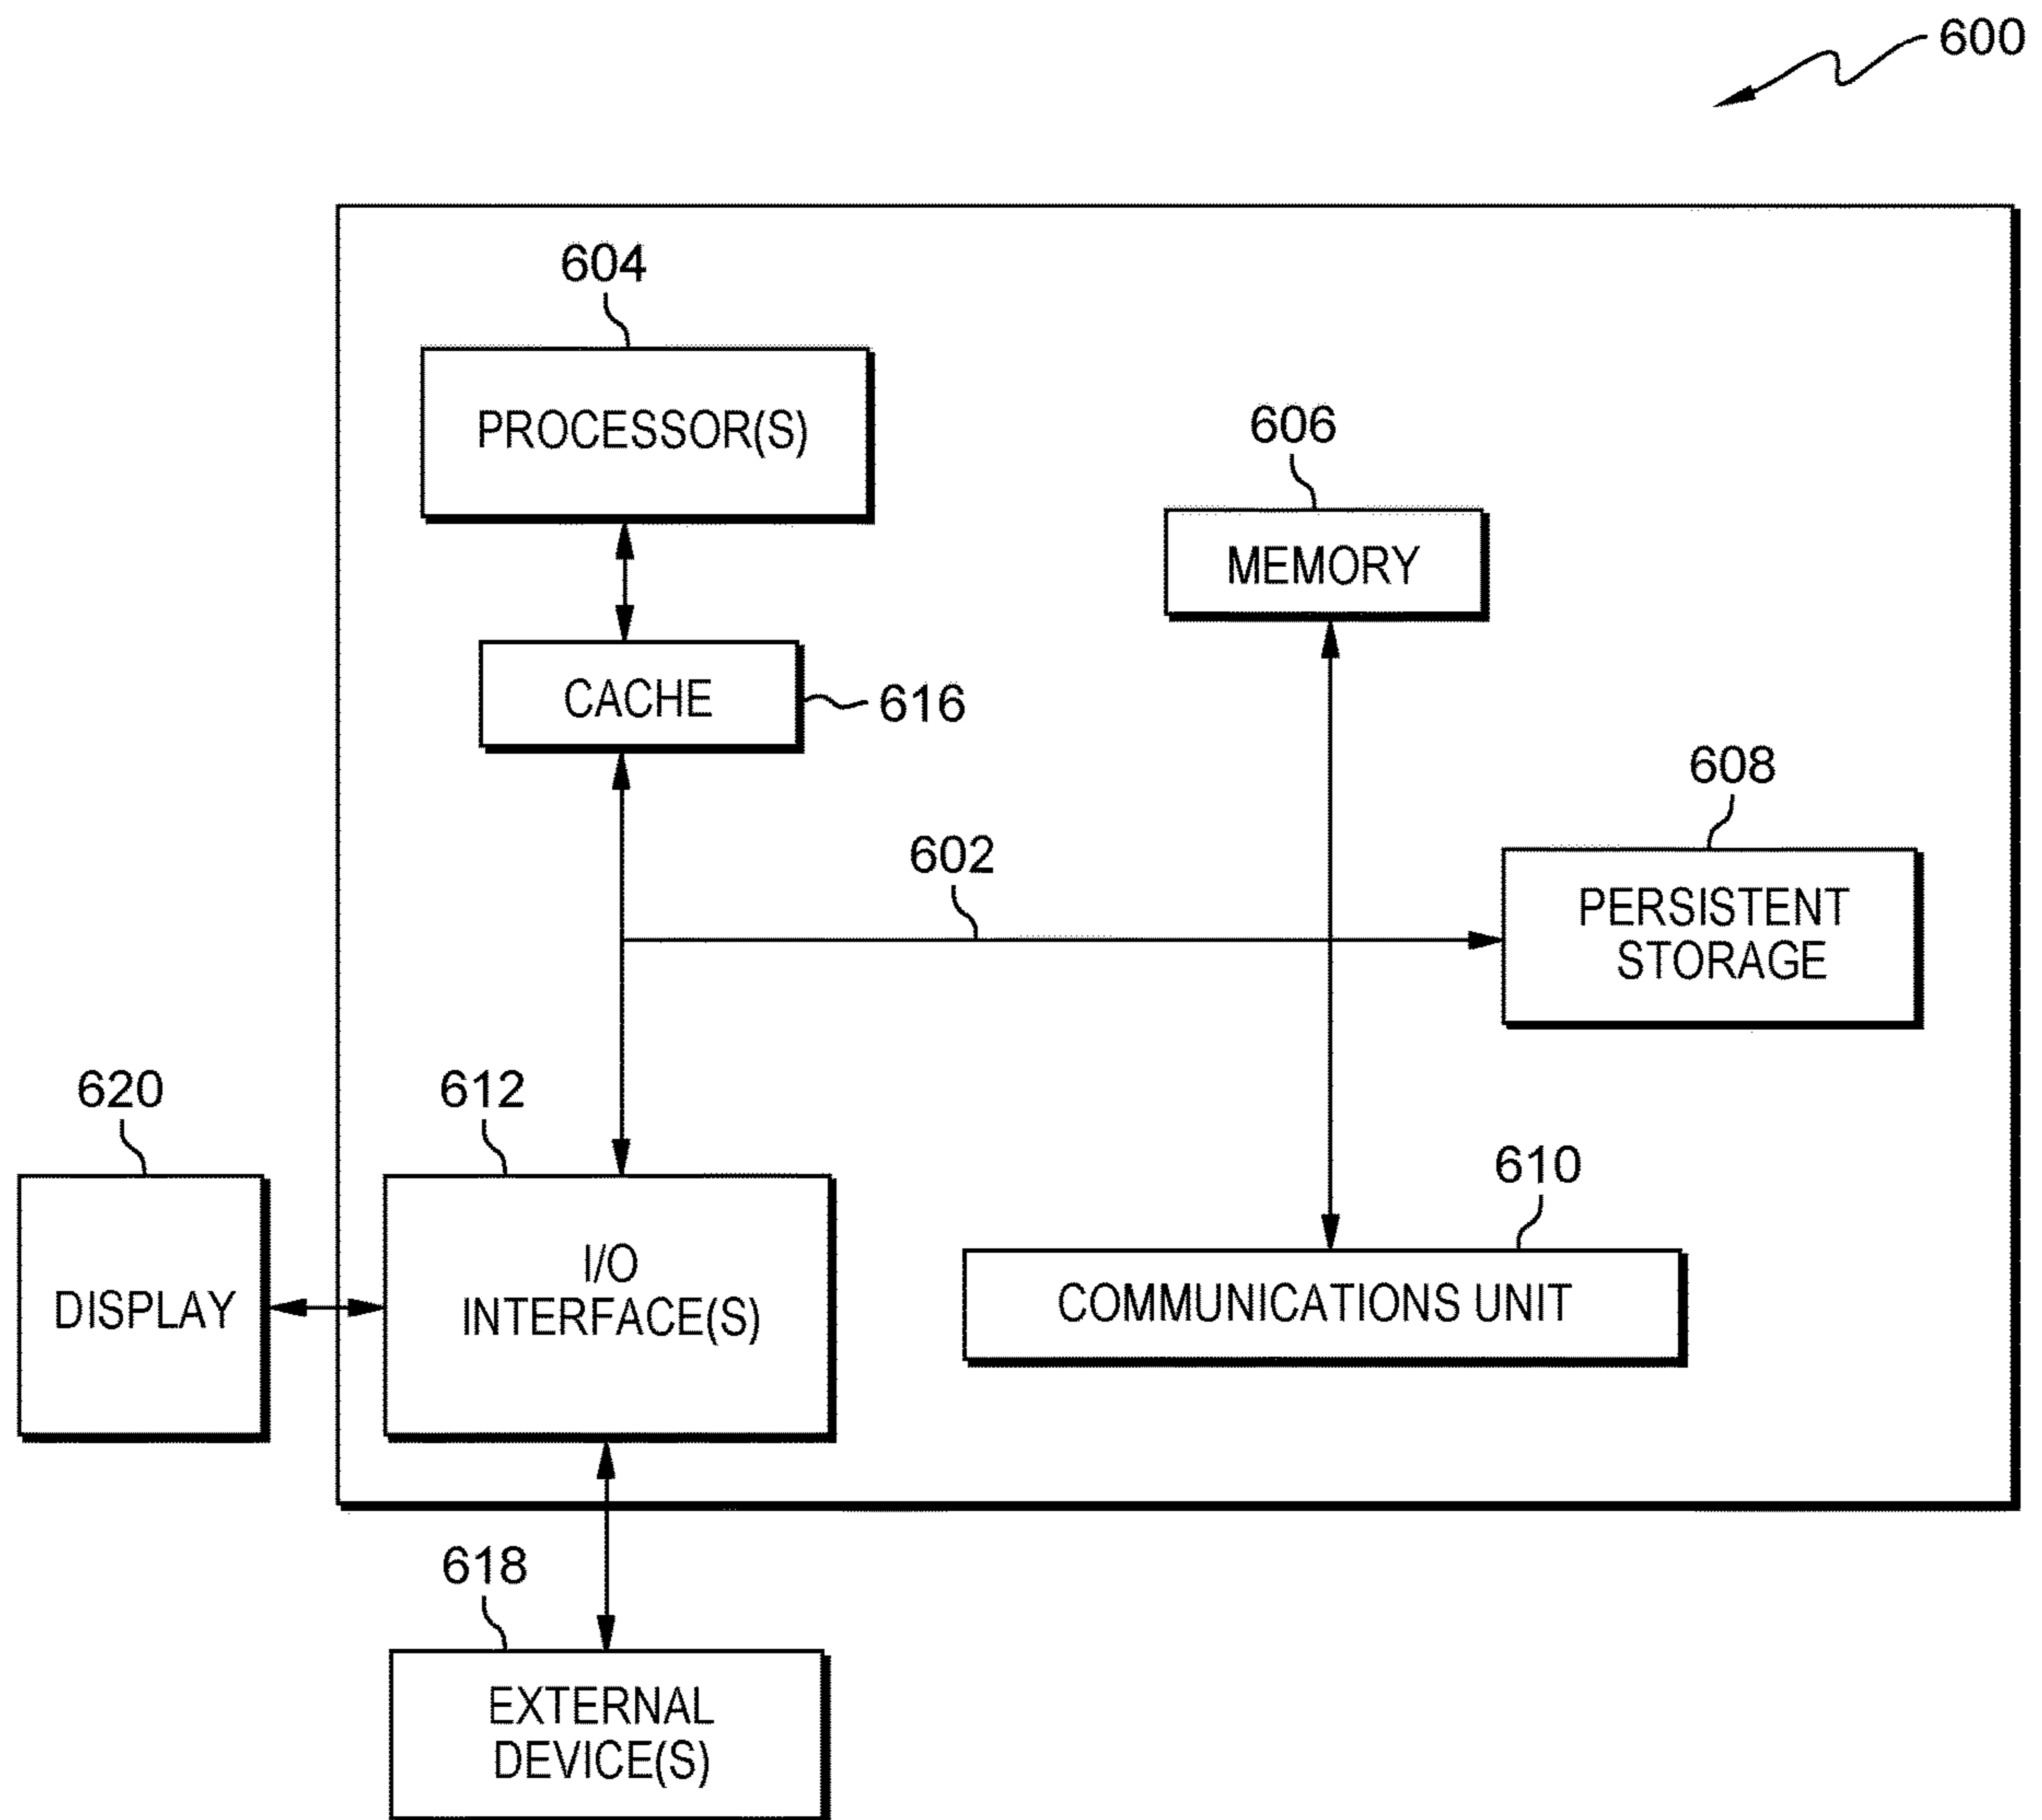 600
604
PROCESSOR(S)
606
MEMORY
CACHE
616
608
602
PERSISTENT
STORAGE
620
612
610
DISPLAY
I/O
INTERFACE(S)
COMMUNICATIONS UNIT
618
EXTERNAL
DEVICE(S)